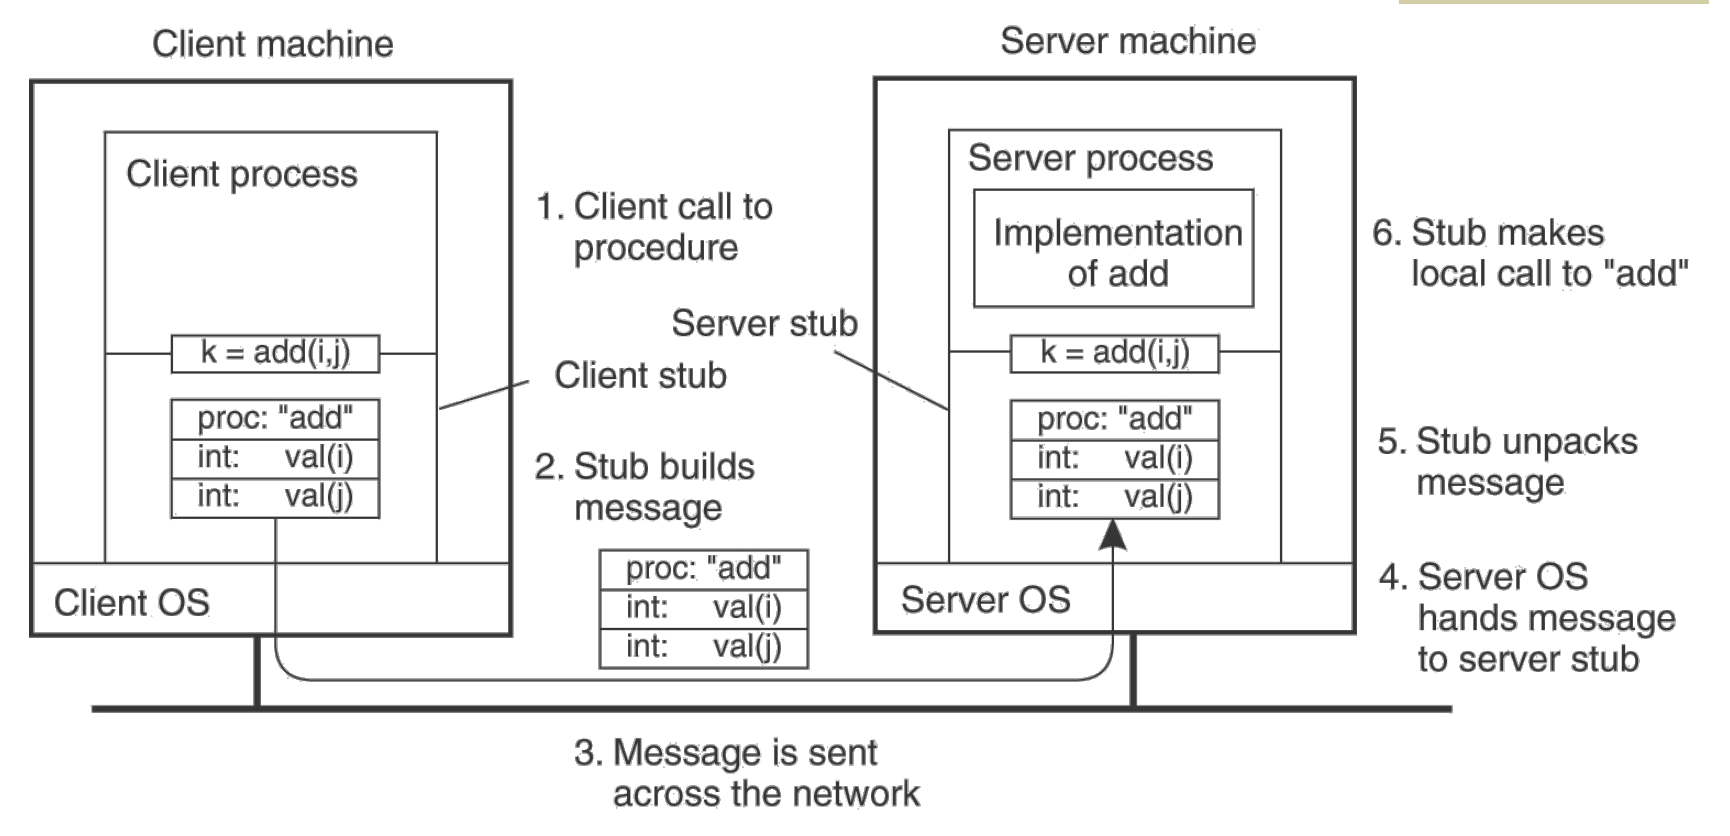 Client machine
Server machine
Client process
1. Client call to
procedure
k = add(i,j)
Client stub
proc: "add"
int: val(i)
int: val(j)
2. Stub builds
message
proc: "add"
int: val(i)
int: val(j)
Client OS
3. Message is sent
across the network
Server process
Implementation
of add
Server stub
k = add(i,j)
proc: "add"
int: val(i)
int: val(j)
Server OS
6. Stub makes
local call to "add"
5. Stub unpacks
message
4. Server OS
hands message
to server stub